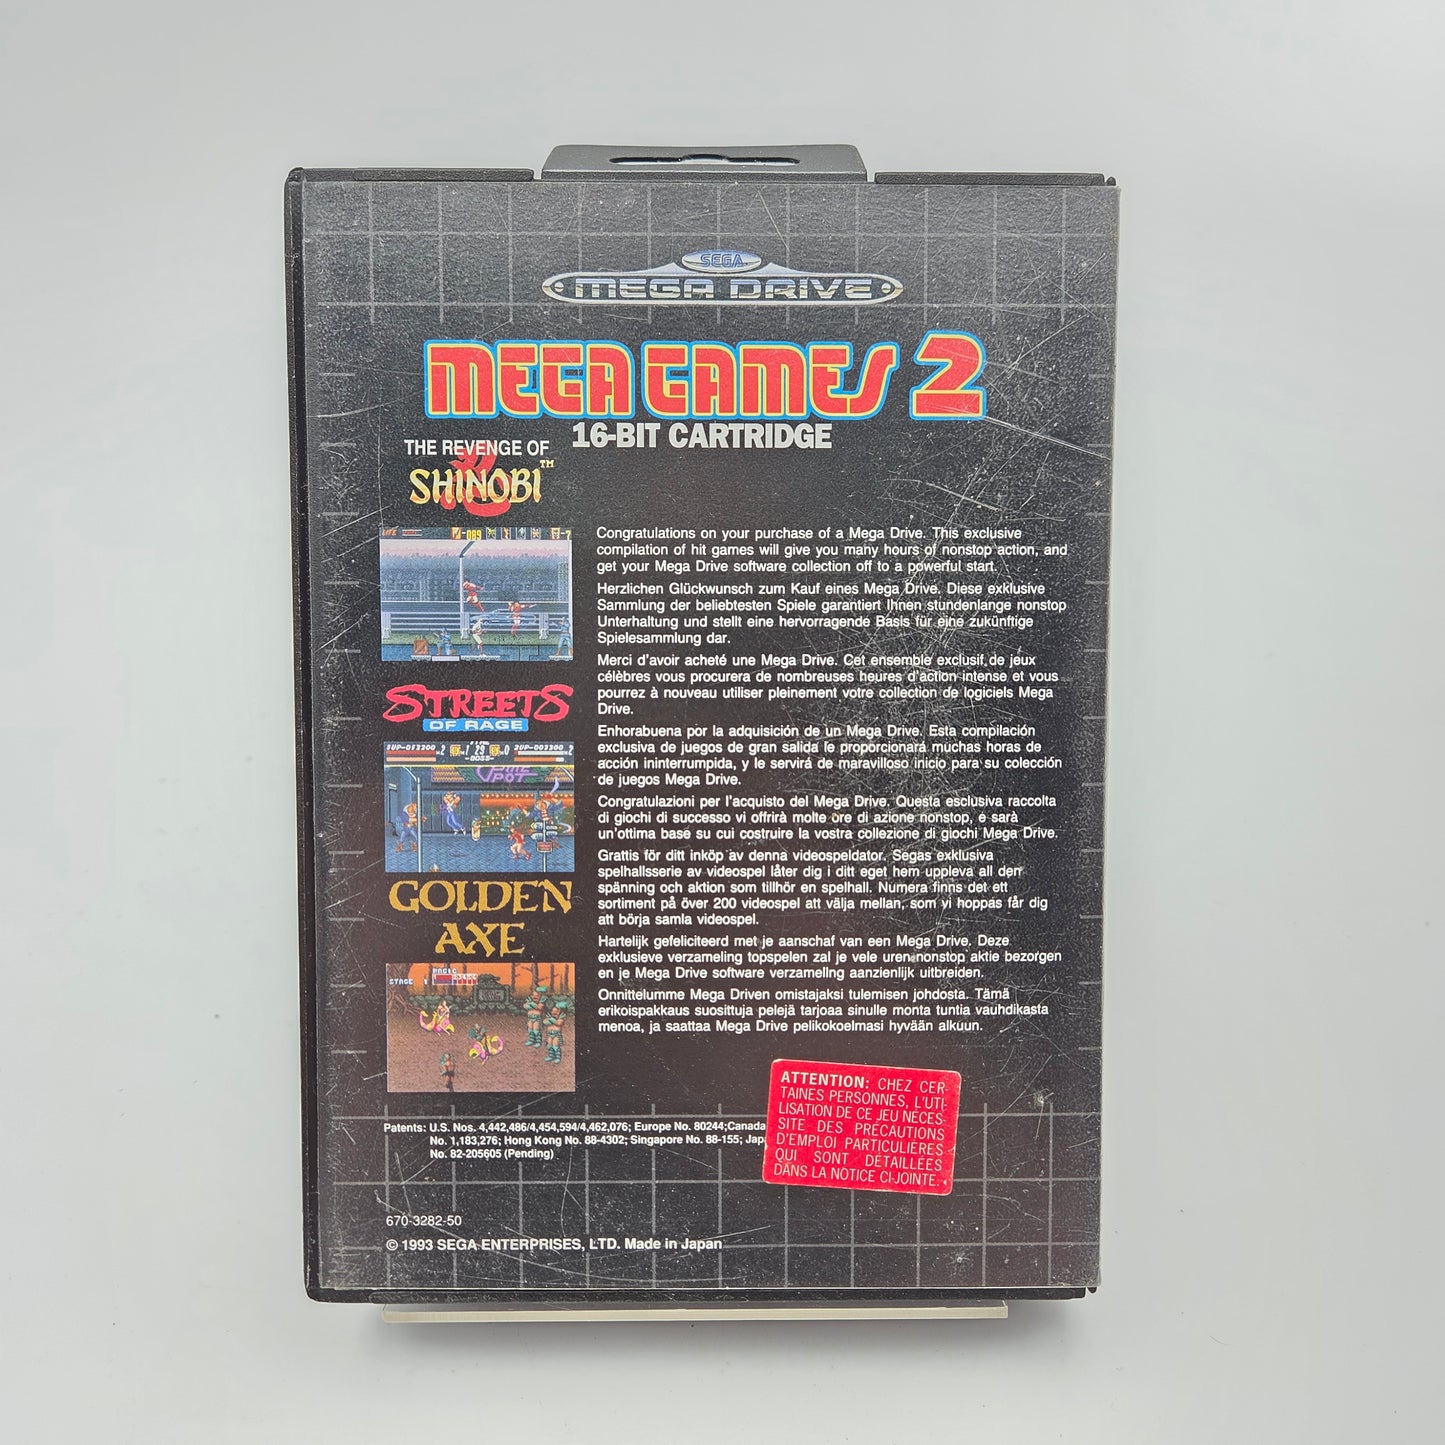 SEGA
MEGA DRIVE
MEGA GAMES 2
16-BIT CARTRIDGE
THE REVENGE OF
SHINOBI™
Congratulations on your purchase of a Mega Drive. This exclusive
compilation of hit games will give you many hours of nonstop action, and
get your Mega Drive software collection off to a powerful start.
Herzlichen Glückwunsch zum Kauf eines Mega Drive. Diese exklusive
Sammlung der beliebtesten Spiele garantiert Ihnen stundenlange nonstop
Unterhaltung und stellt eine hervorragende Basis für eine zukünftige
Spielesammlung dar.
Merci d'avoir acheté une Mega Drive. Cet ensemble exclusif de jeux
célèbres vous procurera de nombreuses heures d'action intense et vous
pourrez à nouveau utiliser pleinement votre collection de logiciels Mega
Drive.
STREETS
OF RAGE
Enhorabuena por la adquisición de un Mega Drive. Esta compilación
exclusiva de juegos de gran salida le proporcionará muchas horas de
acción ininterrumpida, y le servirá de maravilloso inicio para su colección
de juegos Mega Drive.
Congratulazioni per l'acquisto del Mega Drive. Questa esclusiva raccolta
di giochi di successo vi offrirà molte ore di azione nonstop, e sarà
un'ottima base su cui costruire la vostra collezione di giochi Mega Drive.
GOLDEN
AXE
Grattis för ditt inköp av denna videospeldator. Segas exklusiva
spelhallsserie av videospel låter dig i ditt eget hem uppleva all den
spänning och aktion som tillhör en spelhall. Numera finns det ett
sortiment på över 200 videospel att välja mellan, som vi hoppas får dig
att börja samla videospel.
Hartelijk gefeliciteerd met je aanschaf van een Mega Drive. Deze
exklusieve verzameling topspelen zal je vele uren nonstop aktie bezorgen
en je Mega Drive software verzamellng aanzienlijk uitbreiden.
Onnittelumme Mega Driven omistajaksi tulemisen johdosta. Tämä
erikoispakkaus suosittuja pelejä tarjoaa sinulle monta tuntia vauhdikasta
menoa, ja saattaa Mega Drive pelikokoelmasi hyvään alkuun.
ATTENTION: CHEZ CER-
TAINES PERSONNES, L'UTI-
LISATION DE CE JEU NÉCES-
SITE DES PRÉCAUTIONS
D'EMPLOI PARTICULIÈRES
QUI SONT DÉTAILLÉES
DANS LA NOTICE CI-JOINTE.
Patents: U.S. Nos. 4,442,486/4,454,594/4,462,076; Europe No. 80244;Canada
No. 1,183,276; Hong Kong No. 88-4302; Singapore No. 88-155; Jap
No. 82-205605 (Pending)
670-3282-50
© 1993 SEGA ENTERPRISES, LTD. Made in Japan